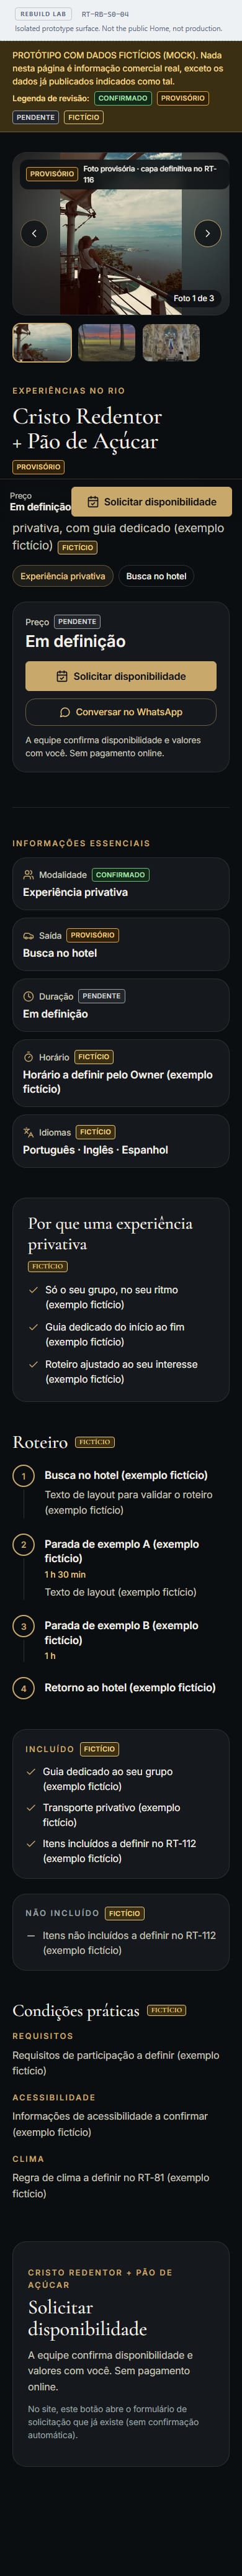 REBUILD LAB RT-RB-S0-04
Isolated prototype surface. Not the public Home, not production.
PROTÓTIPO COM DADOS FICTÍCIOS (MOCK). Nada
nesta página é informação comercial real, exceto os
dados já publicados indicados como tal.
Legenda de revisão: CONFIRMADO PROVISÓRIO
PENDENTE FICTÍCIO
PROVISÓRIO Foto provisória · capa definitiva no RT-
116
Foto 1 de 3
EXPERIÊNCIAS NO RIO
Cristo Redentor
+ Pão de Açúcar
PROVISÓRIO
Preço
Em definição
Solicitar disponibilidade
privativa, com guia dedicado (exemplo
fictício) FICTÍCIO
Experiência privativa Busca no hotel
Preço PENDENTE
Em definição
Solicitar disponibilidade
Conversar no WhatsApp
A equipe confirma disponibilidade e valores
com você. Sem pagamento online.
INFORMAÇÕES ESSENCIAIS
Modalidade CONFIRMADO
Experiência privativa
Saída PROVISÓRIO
Busca no hotel
Duração PENDENTE
Em definição
Horário FICTÍCIO
Horário a definir pelo Owner (exemplo
fictício)
Idiomas FICTÍCIO
Português · Inglês · Espanhol
Por que uma experiência
privativa
FICTÍCIO
Só o seu grupo, no seu ritmo
(exemplo fictício)
Guia dedicado do início ao fim
(exemplo fictício)
Roteiro ajustado ao seu interesse
(exemplo fictício)
Roteiro FICTÍCIO
1 Busca no hotel (exemplo fictício)
Texto de layout para validar o roteiro
(exemplo fictício)
2 Parada de exemplo A (exemplo
fictício)
1 h 30 min
Texto de layout (exemplo fictício)
3 Parada de exemplo B (exemplo
fictício)
1 h
4 Retorno ao hotel (exemplo fictício)
INCLUÍDO FICTÍCIO
Guia dedicado ao seu grupo
(exemplo fictício)
Transporte privativo (exemplo
fictício)
Itens incluídos a definir no RT-112
(exemplo fictício)
NÃO INCLUÍDO FICTÍCIO
Itens não incluídos a definir no RT-112
(exemplo fictício)
Condições práticas FICTÍCIO
REQUISITOS
Requisitos de participação a definir (exemplo
fictício)
ACESSIBILIDADE
Informações de acessibilidade a confirmar
(exemplo fictício)
CLIMA
Regra de clima a definir no RT-81 (exemplo
fictício)
CRISTO REDENTOR + PÃO DE
AÇÚCAR
Solicitar
disponibilidade
A equipe confirma disponibilidade e
valores com você. Sem pagamento
online.
No site, este botão abre o formulário de
solicitação que já existe (sem confirmação
automática).